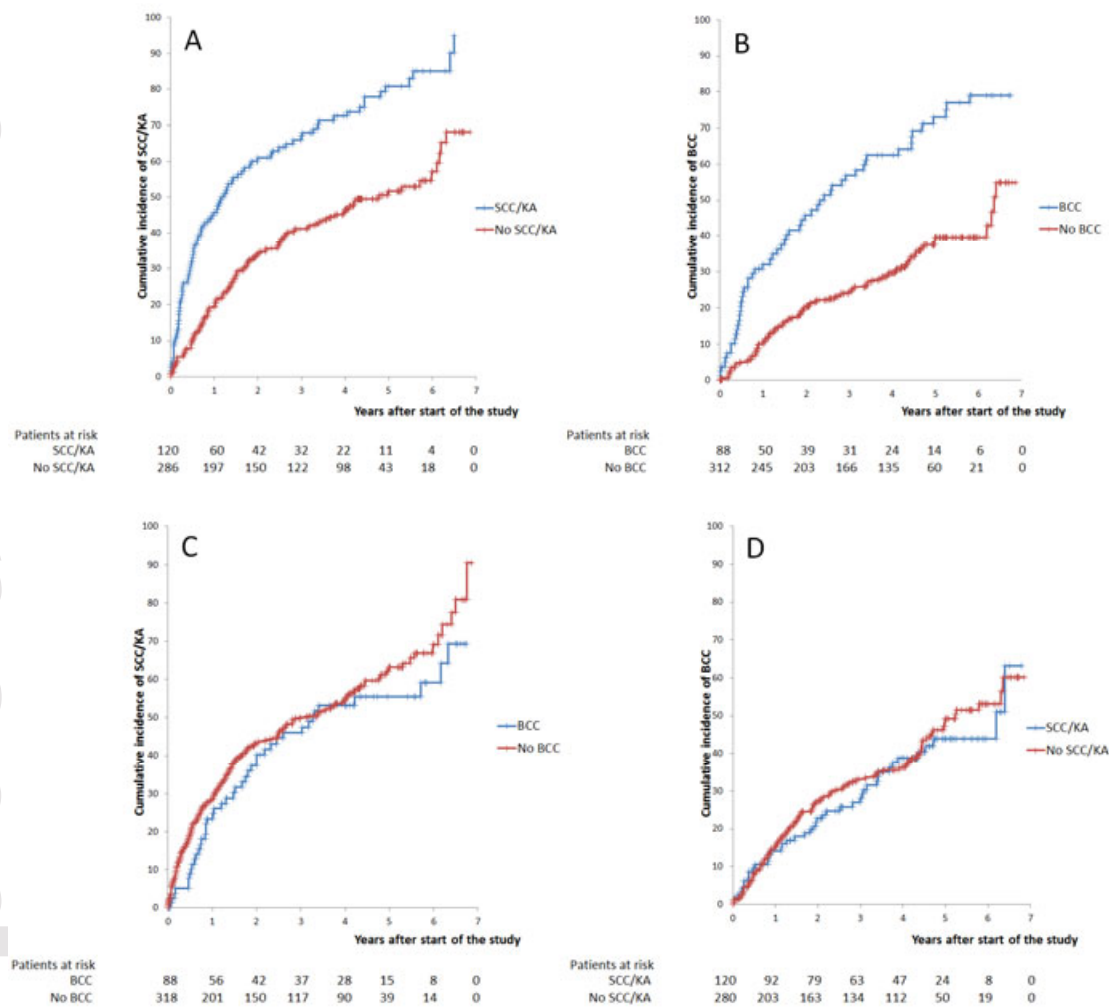 A
Cumulative incidence of SCC/KA
100
90
80
70
60
50
40
30
20
10
0
0 1 2 3 4 5 6 7
Years after start of the study
SCC/KA
No SCC/KA
Patients at risk
SCC/KA 120 60 42 32 22 11 4 0
No SCC/KA 286 197 150 122 98 43 18 0
B
Cumulative incidence of BCC
100
90
80
70
60
50
40
30
20
10
0
0 1 2 3 4 5 6 7
Years after start of the study
BCC
No BCC
Patients at risk
BCC 88 50 39 31 24 14 6 0
No BCC 312 245 203 166 135 60 21 0
C
Cumulative incidence of SCC/KA
100
90
80
70
60
50
40
30
20
10
0
0 1 2 3 4 5 6 7
Years after start of the study
BCC
No BCC
Patients at risk
BCC 88 56 42 37 28 15 8 0
No BCC 318 201 150 117 90 39 14 0
D
Cumulative incidence of BCC
100
90
80
70
60
50
40
30
20
10
0
0 1 2 3 4 5 6 7
Years after start of the study
SCC/KA
No SCC/KA
Patients at risk
SCC/KA 120 92 79 63 47 24 8 0
No SCC/KA 280 203 163 134 112 50 19 0